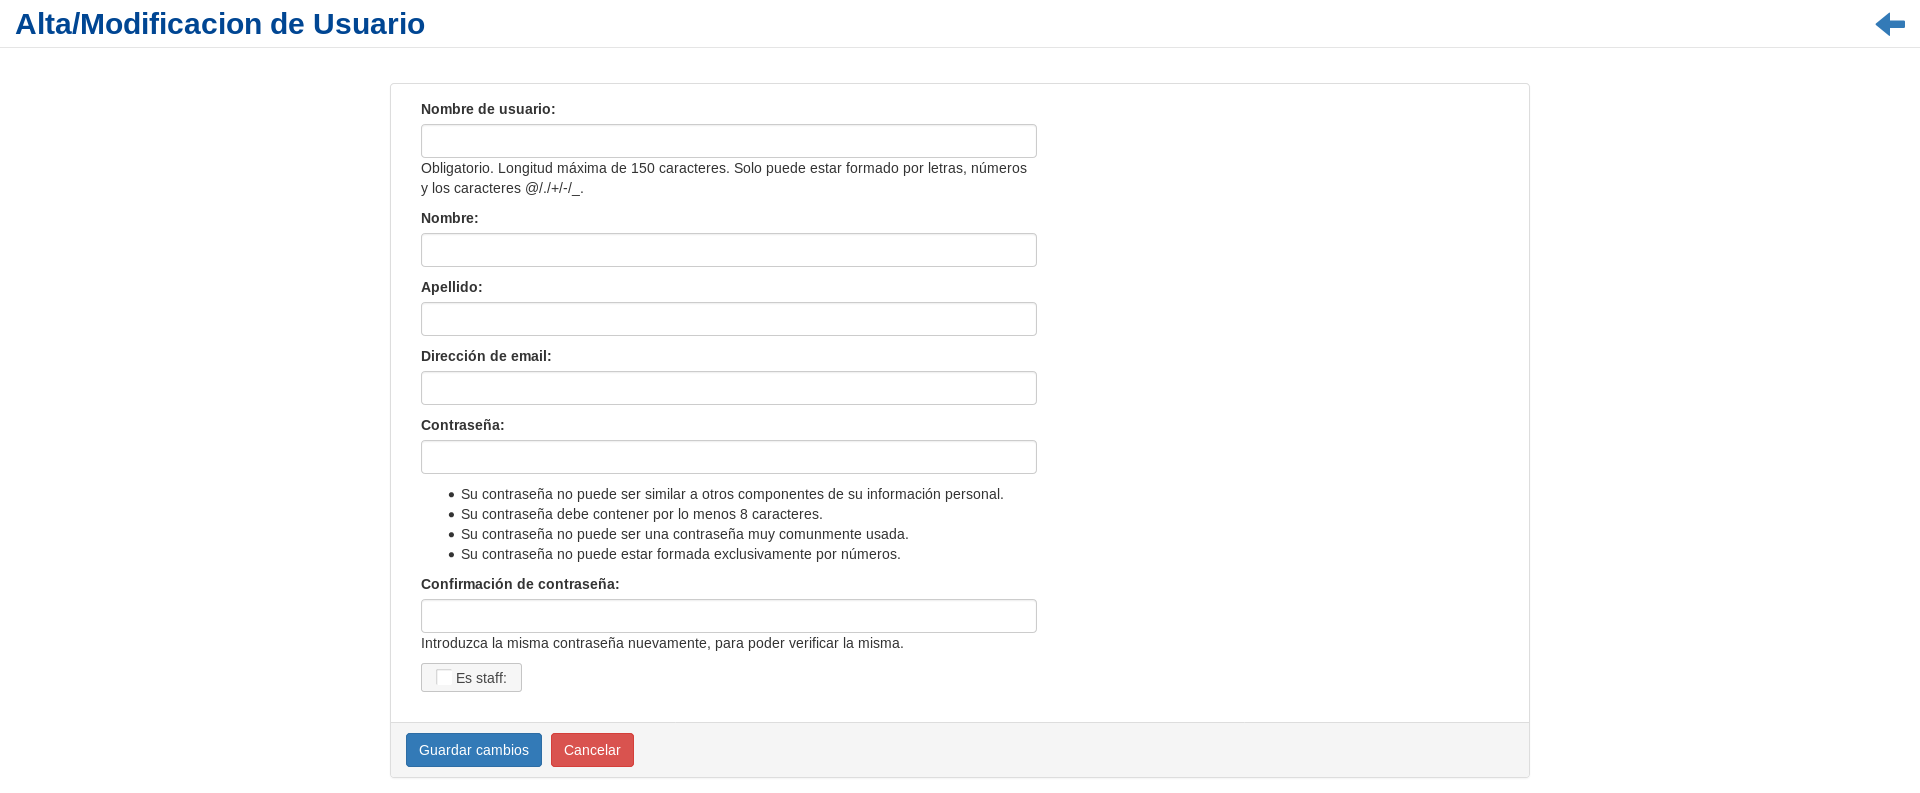 Alta/Modificacion de Usuario
Nombre de usuario:
Obligatorio. Longitud máxima de 150 caracteres. Solo puede estar formado por letras, números
y los caracteres @/./+/-/_.
Nombre:
Apellido:
Dirección de email:
Contraseña:
• Su contraseña no puede ser similar a otros componentes de su información personal.
• Su contraseña debe contener por lo menos 8 caracteres.
• Su contraseña no puede ser una contraseña muy comunmente usada.
• Su contraseña no puede estar formada exclusivamente por números.
Confirmación de contraseña:
Introduzca la misma contraseña nuevamente, para poder verificar la misma.
Es staff:
Guardar cambios Cancelar